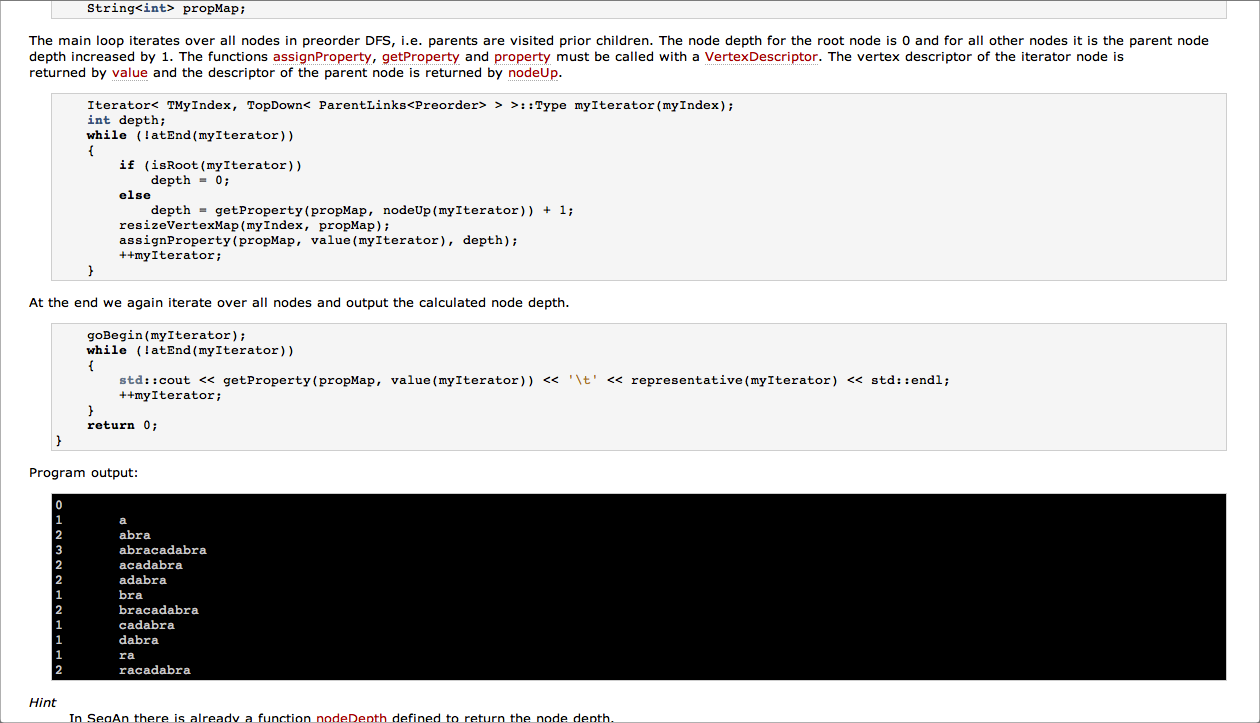 String<int> propMap;
The main loop iterates over all nodes in preorder DFS, i.e. parents are visited prior children. The node depth for the root node is 0 and for all other nodes it is the parent node
depth increased by 1. The functions assignProperty, getProperty and property must be called with a VertexDescriptor. The vertex descriptor of the iterator node is
returned by value and the descriptor of the parent node is returned by nodeUp.
Iterator< TMyIndex, TopDown< ParentLinks<Preorder> > >::Type myIterator(myIndex);
int depth;
while (!atEnd(myIterator))
{
if (isRoot(myIterator))
depth = 0;
else
depth = getProperty(propMap, nodeUp(myIterator)) + 1;
resizeVertexMap(myIndex, propMap);
assignProperty(propMap, value(myIterator), depth);
++myIterator;
}
At the end we again iterate over all nodes and output the calculated node depth.
goBegin(myIterator);
while (!atEnd(myIterator))
{
std::cout << getProperty(propMap, value(myIterator)) << '\t' << representative(myIterator) << std::endl;
++myIterator;
}
return 0;
}
Program output:
0
1 a
2 abra
3 abracadabra
2 acadabra
2 adabra
1 bra
2 bracadabra
1 cadabra
1 dabra
1 ra
2 racadabra
Hint
In SeqAn there is already a function nodeDepth defined to return the node depth.